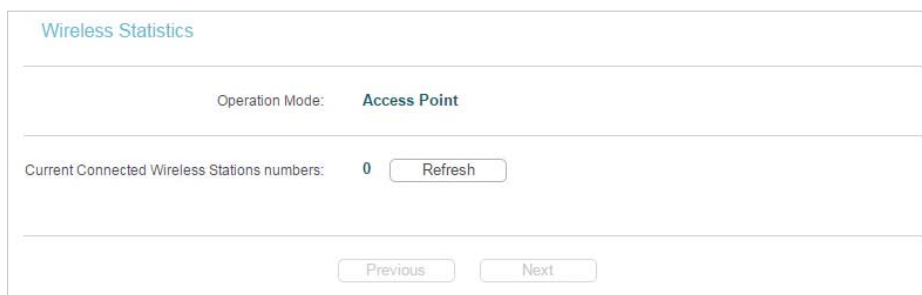 Wireless Statistics
Operation Mode: Access Point
Current Connected Wireless Stations numbers: 0 Refresh
Previous Next